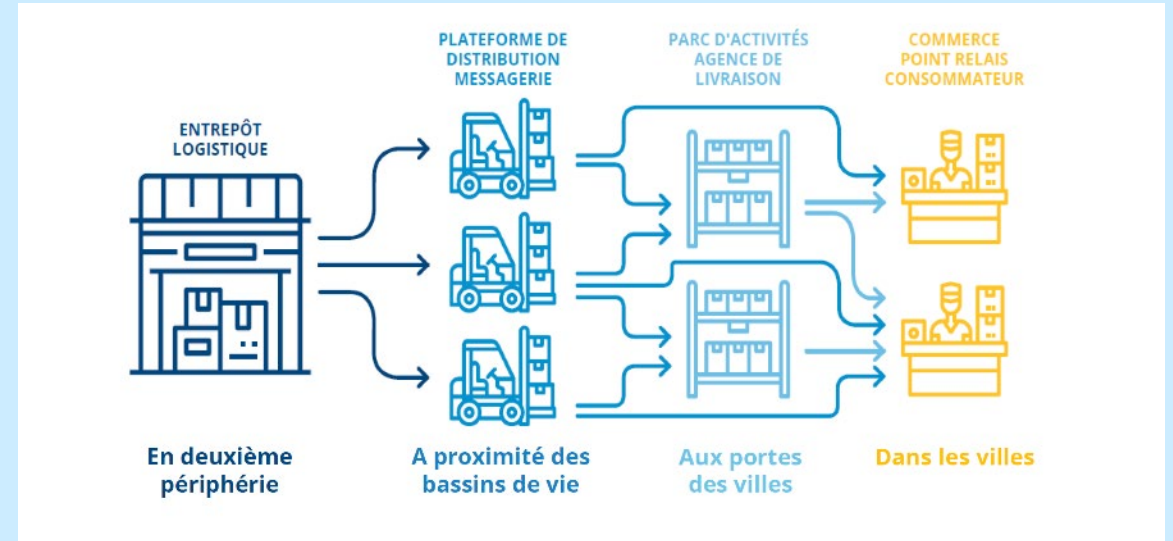 PLATEFORME DE
DISTRIBUTION
MESSAGERIE
PARC D'ACTIVITÉS
AGENCE DE
LIVRAISON
COMMERCE
POINT RELAIS
CONSOMMATEUR
ENTREPÔT
LOGISTIQUE
En deuxième
périphérie
A proximité des
bassins de vie
Aux portes
des villes
Dans les villes